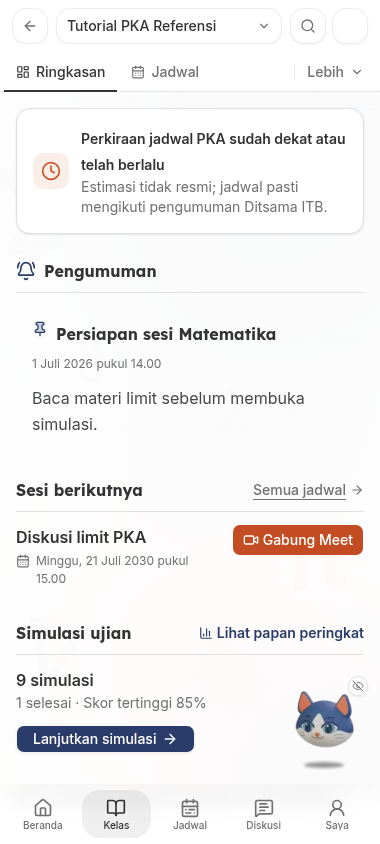 Tutorial PKA Referensi
Ringkasan
Jadwal
Lebih
Perkiraan jadwal PKA sudah dekat atau
telah berlalu
Estimasi tidak resmi; jadwal pasti
mengikuti pengumuman Ditsama ITB.
Pengumuman
Persiapan sesi Matematika
1 Juli 2026 pukul 14.00
Baca materi limit sebelum membuka
simulasi.
Sesi berikutnya
Semua jadwal
Diskusi limit PKA
Gabung Meet
Minggu, 21 Juli 2030 pukul
15.00
Simulasi ujian
Lihat papan peringkat
9 simulasi
1 selesai · Skor tertinggi 85%
Lanjutkan simulasi
Beranda
Kelas
Jadwal
Diskusi
Saya